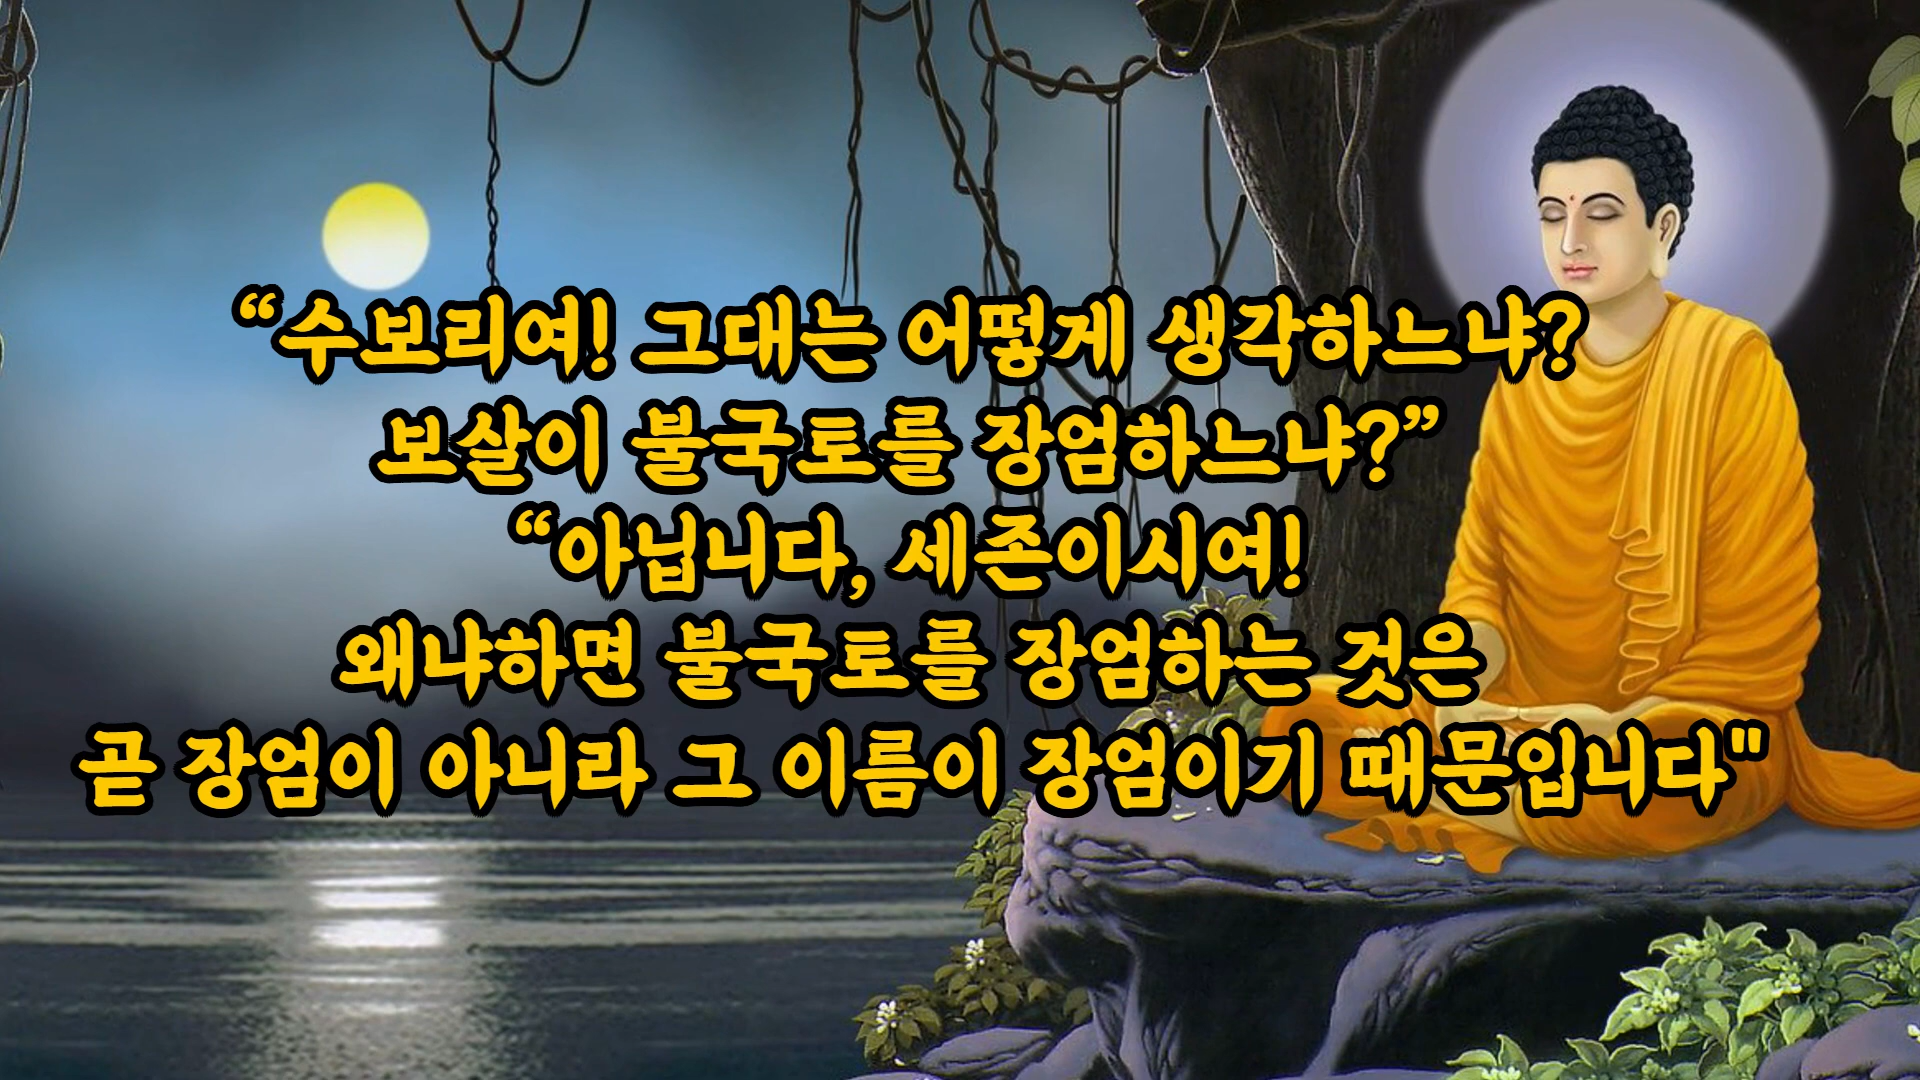 “수보리여! 그대는 어떻게 생각하느냐?
보살이 불국토를 장엄하느냐?”
“아닙니다, 세존이시여!
왜냐하면 불국토를 장엄하는 것은
곧 장엄이 아니라 그 이름이 장엄이기 때문입니다"